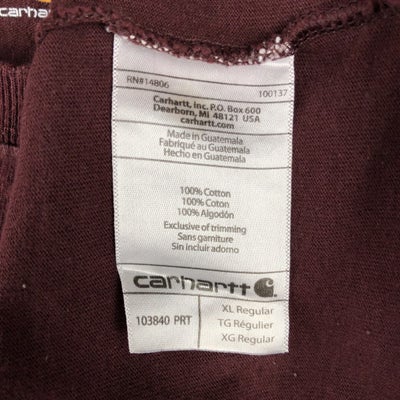 carha
RN#14806 100137
Carhartt, Inc. P.O. Box 600
Dearborn, MI 48121 USA
carhartt.com
Made in Guatemala
Fabriqué au Guatemala
Hecho en Guatemala
100% Cotton
100% Coton
100% Algodón
Exclusive of trimming
Sans garniture
Sin incluir adorno
carhartt
103840 PRT
XL Regular
TG Régulier
XG Regular